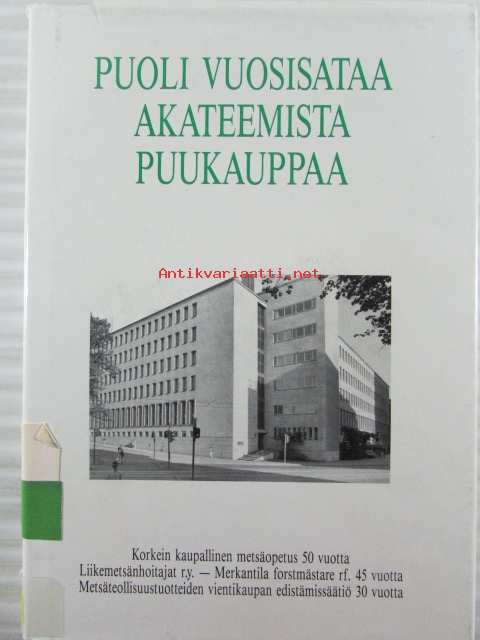 PUOLI VUOSISATAA
AKATEEMISTA
PUUKAUPPAA
Antikvariaatti.net
Korkein kaupallinen metsäopetus 50 vuotta
Liikemetsänhoitajat r.y. — Merkantila forstmästare rf. 45 vuotta
Metsäteollisuustuotteiden vientikaupan edistämissäätiö 30 vuotta